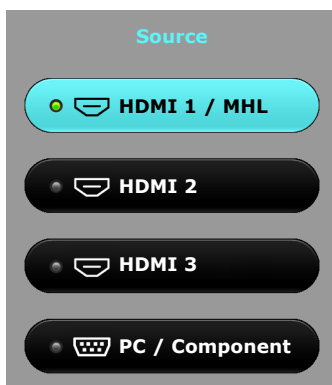 Source
HDMI 1 / MHL
HDMI 2
HDMI 3
PC / Component